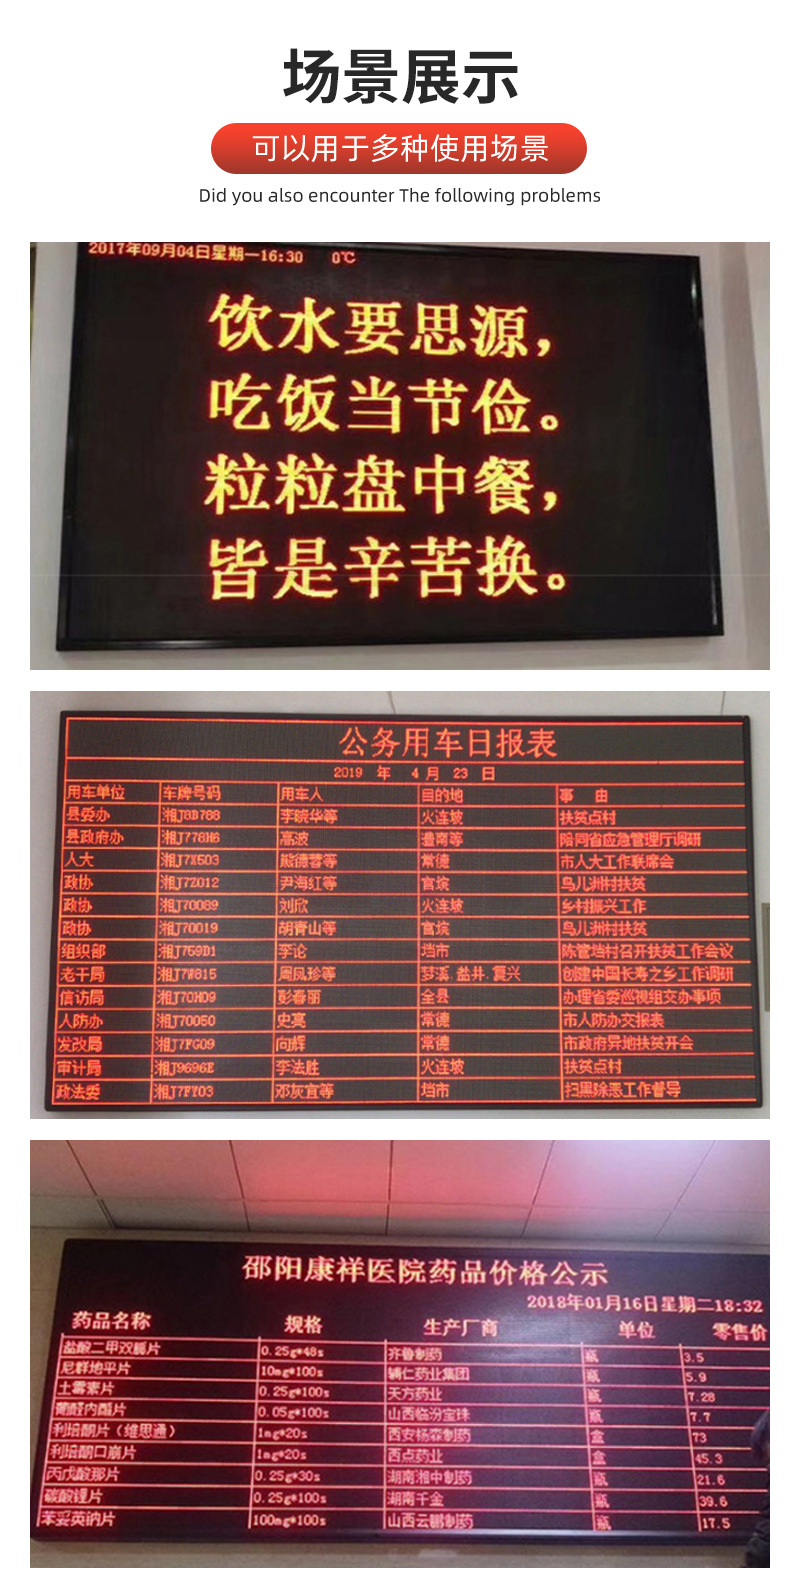 场景展示
可以用于多种使用场景
Did you also encounter The following problems
2017年09月04日星期一16:30 0℃
饮水要思源，
吃饭当节俭。
粒粒盘中餐，
皆是辛苦换。
公务用车日报表
2019 年 4 月 23 日
用车单位 车牌号码 用车人 目的地 事 由
县委办 湘J8B788 李晓华等 火连坡 扶贫点村
县政府办 湘J778H6 高波 澧南等 陪同省应急管理厅调研
人大 湘J7X503 熊德蓉等 常德 市人大工作联席会
政协 湘J7Z012 尹海红等 官垸 鸟儿洲村扶贫
政协 湘J70089 刘欣 火连坡 乡村振兴工作
政协 湘J70019 胡青山等 官垸 鸟儿洲村扶贫
组织部 湘J759D1 李论 垱市 陈管垱村召开扶贫工作会议
老干局 湘J7W815 周凤珍等 梦溪.盐井.复兴 创建中国长寿之乡工作调研
信访局 湘J70H09 彭春丽 全县 办理省委巡视组交办事项
人防办 湘J70050 史亮 常德 市人防办交报表
发改局 湘J7FG09 向辉 常德 市政府异地扶贫开会
审计局 湘J9696E 李法胜 火连坡 扶贫点村
政法委 湘J7FY03 邓灰宜等 垱市 扫黑除恶工作督导
邵阳康祥医院药品价格公示
2018年01月16日星期二18:32
药品名称 规格 生产厂商 单位 零售价
盐酸二甲双胍片 0.25g*48s 齐鲁制药 瓶 3.5
尼群地平片 10mg*100s 辅仁药业集团 瓶 5.9
土霉素片 0.25g*100s 天方药业 瓶 7.28
葡醛内酯片 0.05g*100s 山西临汾宝珠 瓶 7.7
利培酮片（维思通） 1mg*20s 西安杨森制药 盒 73
利培酮口崩片 1mg*20s 西点药业 盒 45.3
丙戊酸那片 0.25g*30s 湖南湘中制药 瓶 21.6
碳酸锂片 0.25g*100s 湖南千金 瓶 39.6
苯妥英钠片 100mg*100s 山西云鹏制药 瓶 17.5